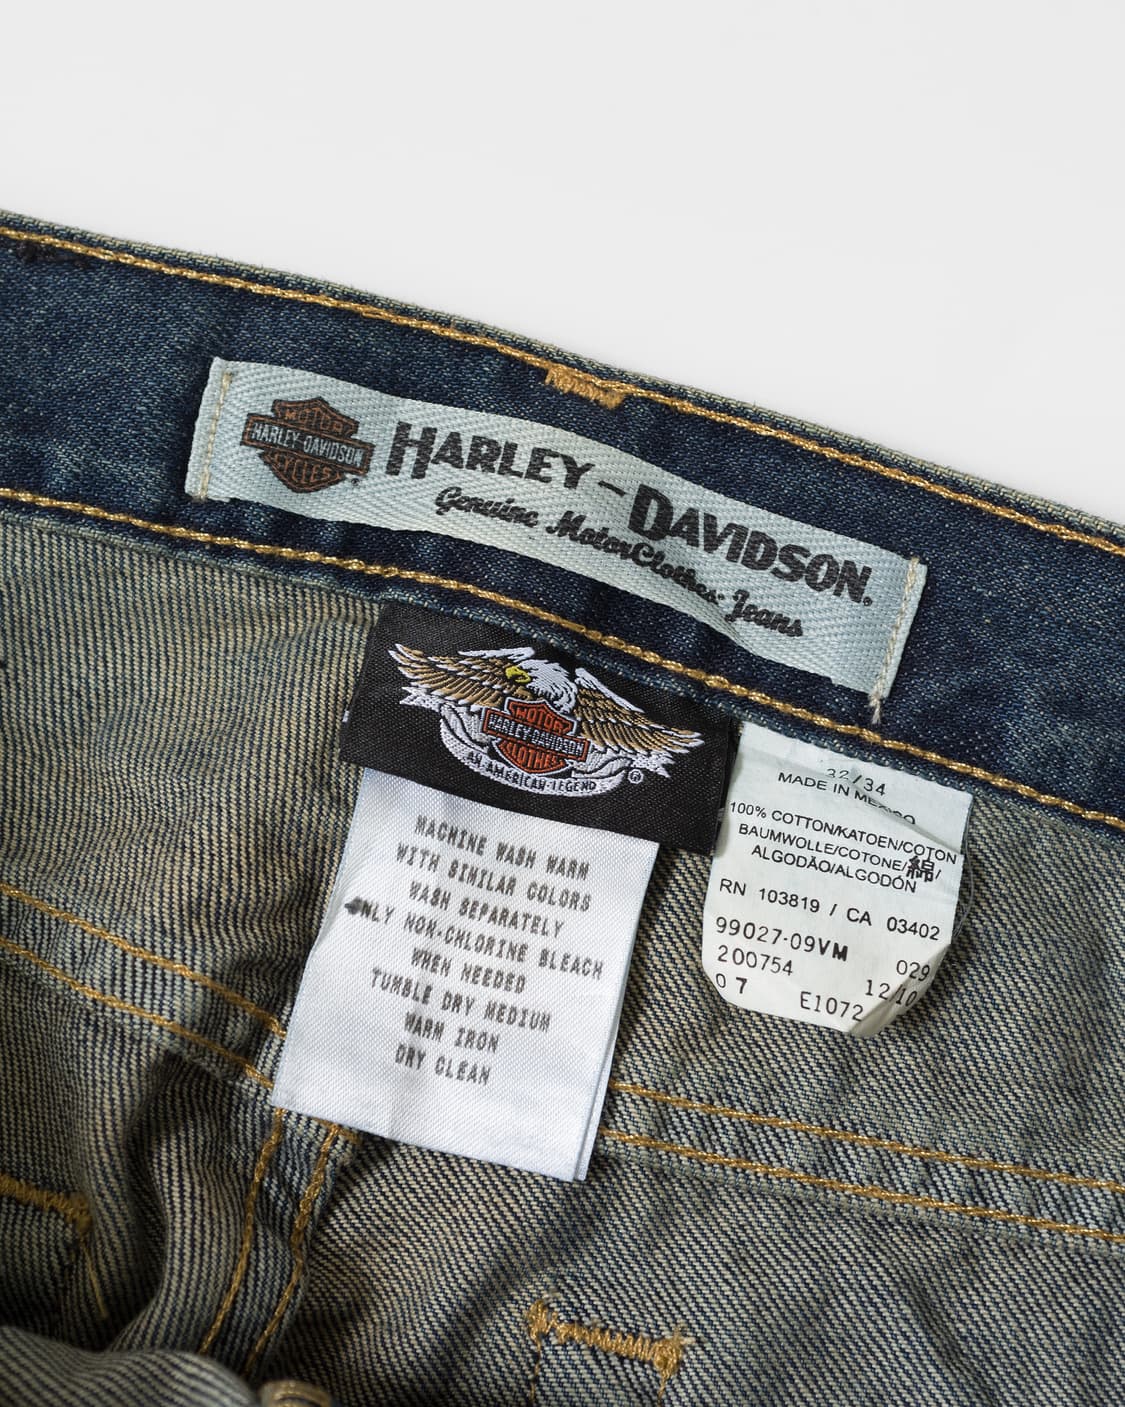 MOTOR
HARLEY-DAVIDSON
CYCLES
HARLEY-DAVIDSON.
Genuine MotorClothes Jeans
MOTOR
HARLEY-DAVIDSON
CLOTHES
AN AMERICAN LEGEND
®
MACHINE WASH WARM
WITH SIMILAR COLORS
WASH SEPARATELY
ONLY NON-CHLORINE BLEACH
WHEN NEEDED
TUMBLE DRY MEDIUM
WARM IRON
DRY CLEAN
32/34
MADE IN MEXICO
100% COTTON/KATOEN/COTON
BAUMWOLLE/COTONE/綿/
ALGODÃO/ALGODÓN
RN 103819 / CA 03402
99027-09VM 029
200754 12/10
07 E1072